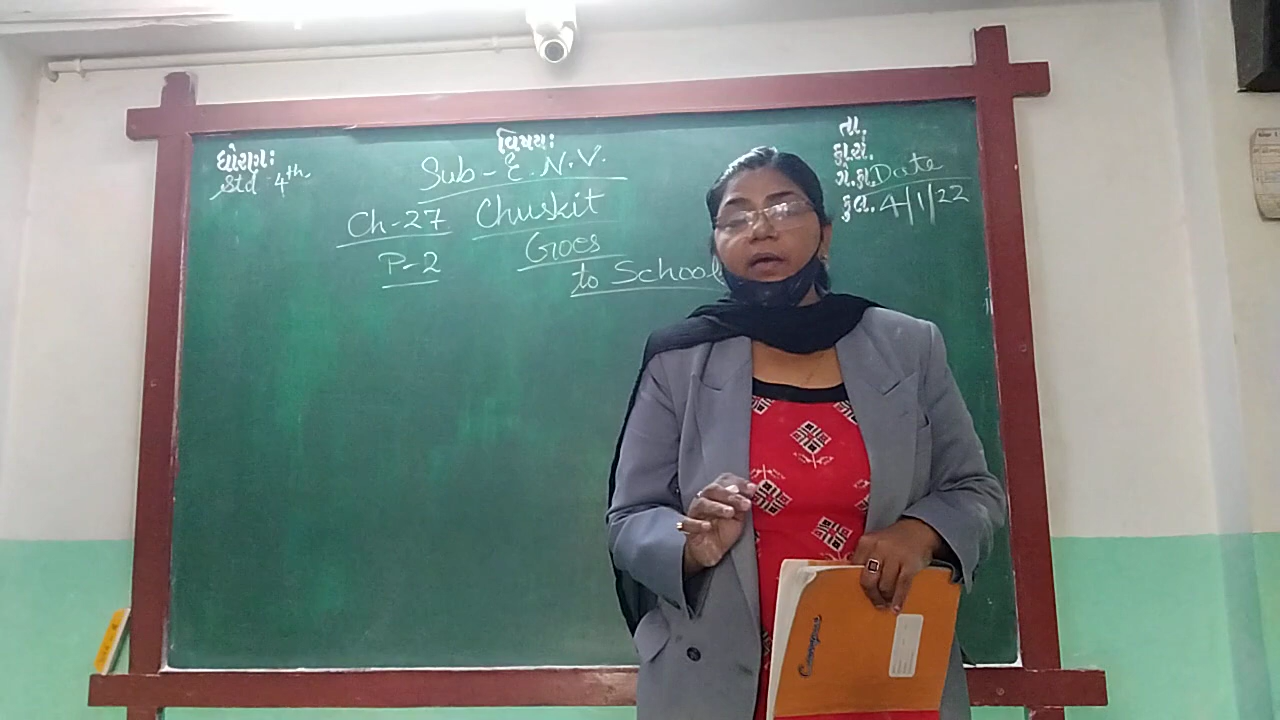 ધોરણઃ
Std 4th
વિષયઃ
Sub - E.N.V.
Ch-27 Chuskit
Goes
P-2
to School
તા.
ક્રા.સં.
ગે.હા. Date
કુલ. 4/1/22